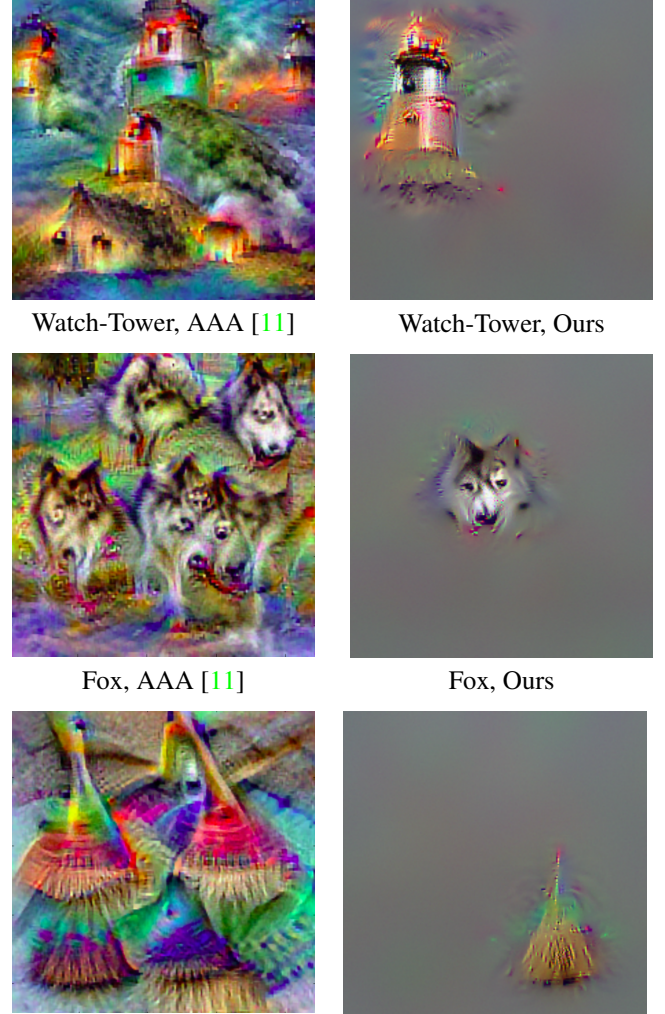 Watch-Tower, AAA [11]
Watch-Tower, Ours
Fox, AAA [11]
Fox, Ours